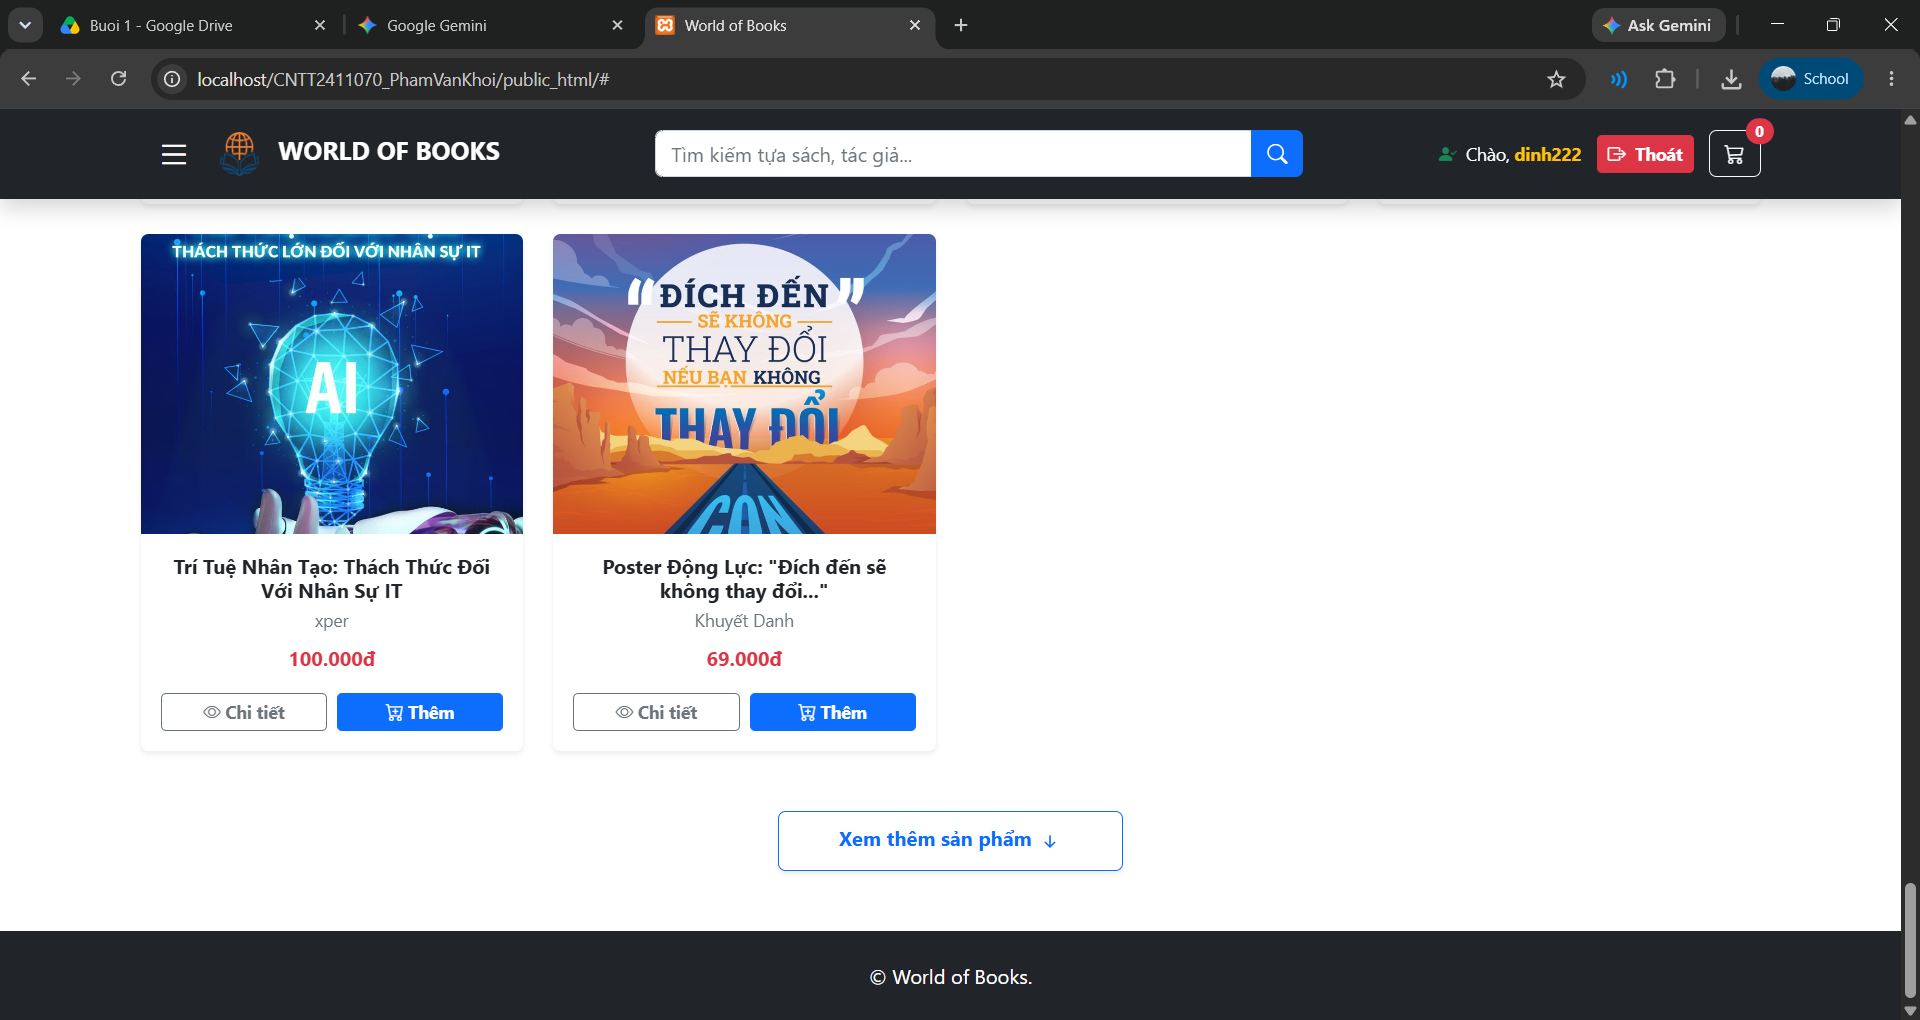 Buoi 1 - Google Drive
Google Gemini
World of Books
Ask Gemini
localhost/CNTT2411070_PhamVanKhoi/public_html/#
School
WORLD OF BOOKS
Tìm kiếm tựa sách, tác giả...
Chào, dinh222
Thoát
0
THÁCH THỨC LỚN ĐỐI VỚI NHÂN SỰ IT
AI
Trí Tuệ Nhân Tạo: Thách Thức Đối
Với Nhân Sự IT
xper
100.000đ
Chi tiết
Thêm
"ĐÍCH ĐẾN"
SẼ KHÔNG
THAY ĐỔI
NẾU BẠN KHÔNG
THAY ĐỔI
CON
Poster Động Lực: "Đích đến sẽ
không thay đổi..."
Khuyết Danh
69.000đ
Chi tiết
Thêm
Xem thêm sản phẩm ↓
© World of Books.